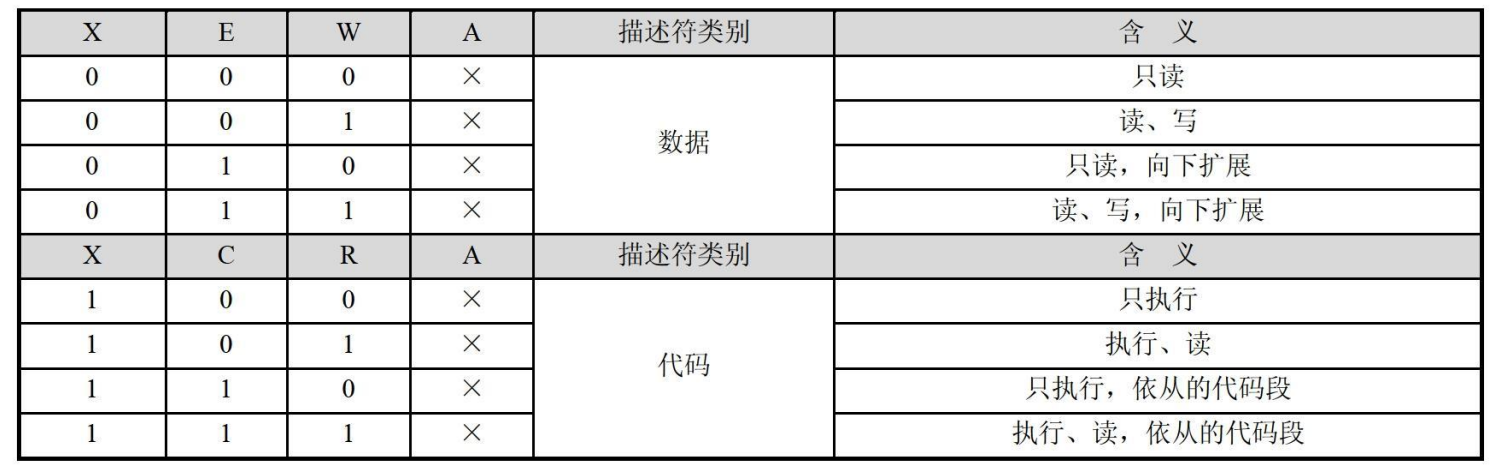 X E W A 描述符类别 含 义
0 0 0 × 数据 只读
0 0 1 × 读、写
0 1 0 × 只读，向下扩展
0 1 1 × 读、写，向下扩展
X C R A 描述符类别 含 义
1 0 0 × 代码 只执行
1 0 1 × 执行、读
1 1 0 × 只执行，依从的代码段
1 1 1 × 执行、读，依从的代码段